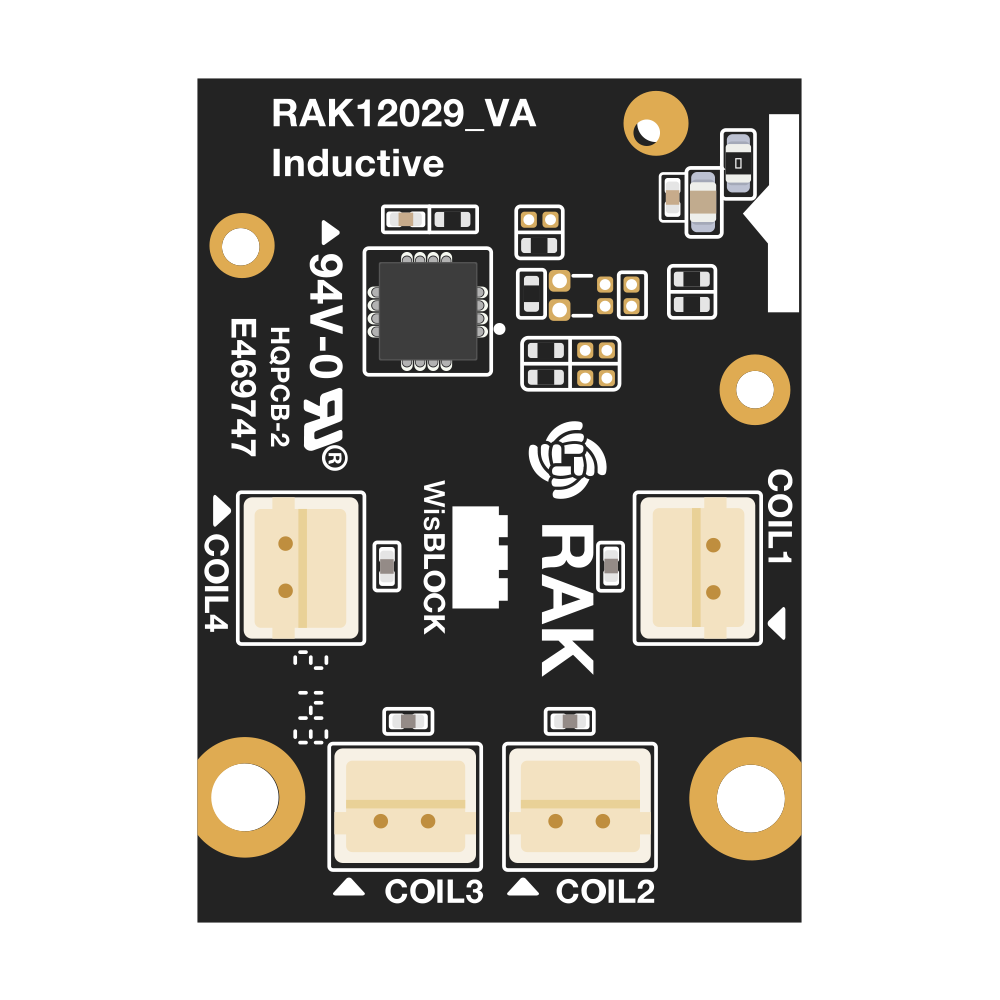 RAK12029_VA
Inductive
94V-0
®
HQPCB-2
E469747
COIL1
WisBLOCK
RAK
COIL4
COIL3
COIL2